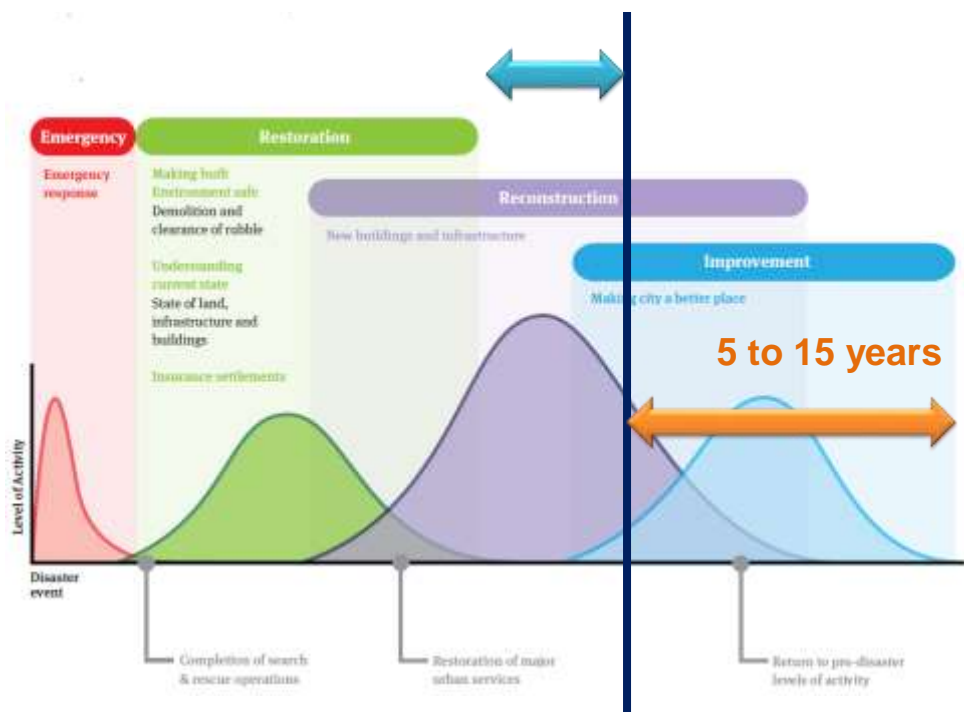 Emergency
Restoration
Emergency
response
Making built
Environment safe
Demolition and
clearance of rubble
Understanding
current state
State of land,
infrastructure and
buildings
Insurance settlements
Reconstruction
New buildings and infrastructure
Improvement
Making city a better place
5 to 15 years
Level of Activity
Disaster
event
Completion of search
& rescue operations
Restoration of major
urban services
Return to pre-disaster
levels of activity